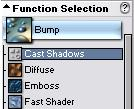 Function Selection ?
Bump
Cast Shadows
Diffuse
Emboss
Fast Shader